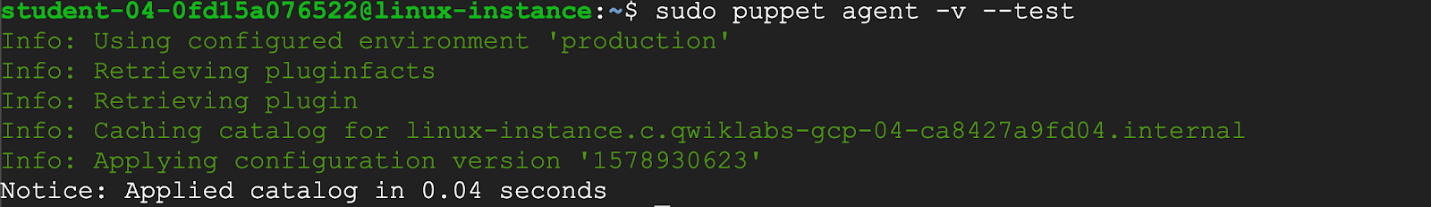 student-04-0fd15a076522@linux-instance:~$ sudo puppet agent -v --test
Info: Using configured environment 'production'
Info: Retrieving pluginfacts
Info: Retrieving plugin
Info: Caching catalog for linux-instance.c.qwiklabs-gcp-04-ca8427a9fd04.internal
Info: Applying configuration version '1578930623'
Notice: Applied catalog in 0.04 seconds